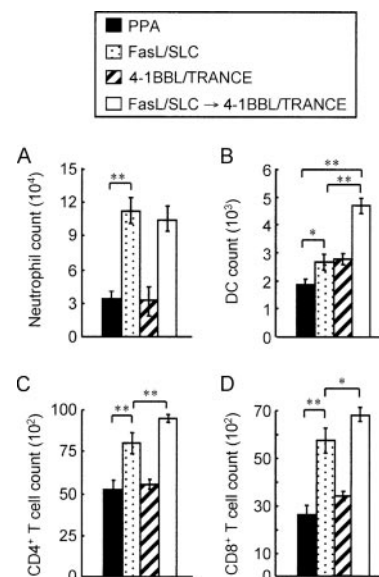 PPA
FasL/SLC
4-1BBL/TRANCE
FasL/SLC → 4-1BBL/TRANCE
A
Neutrophil count (10⁴)
15
12
9
6
3
0
**
B
DC count (10³)
6
5
4
3
2
1
0
**
**
*
C
CD4⁺ T cell count (10²)
100
75
50
25
0
**
**
D
CD8⁺ T cell count (10²)
70
50
30
10
0
**
*